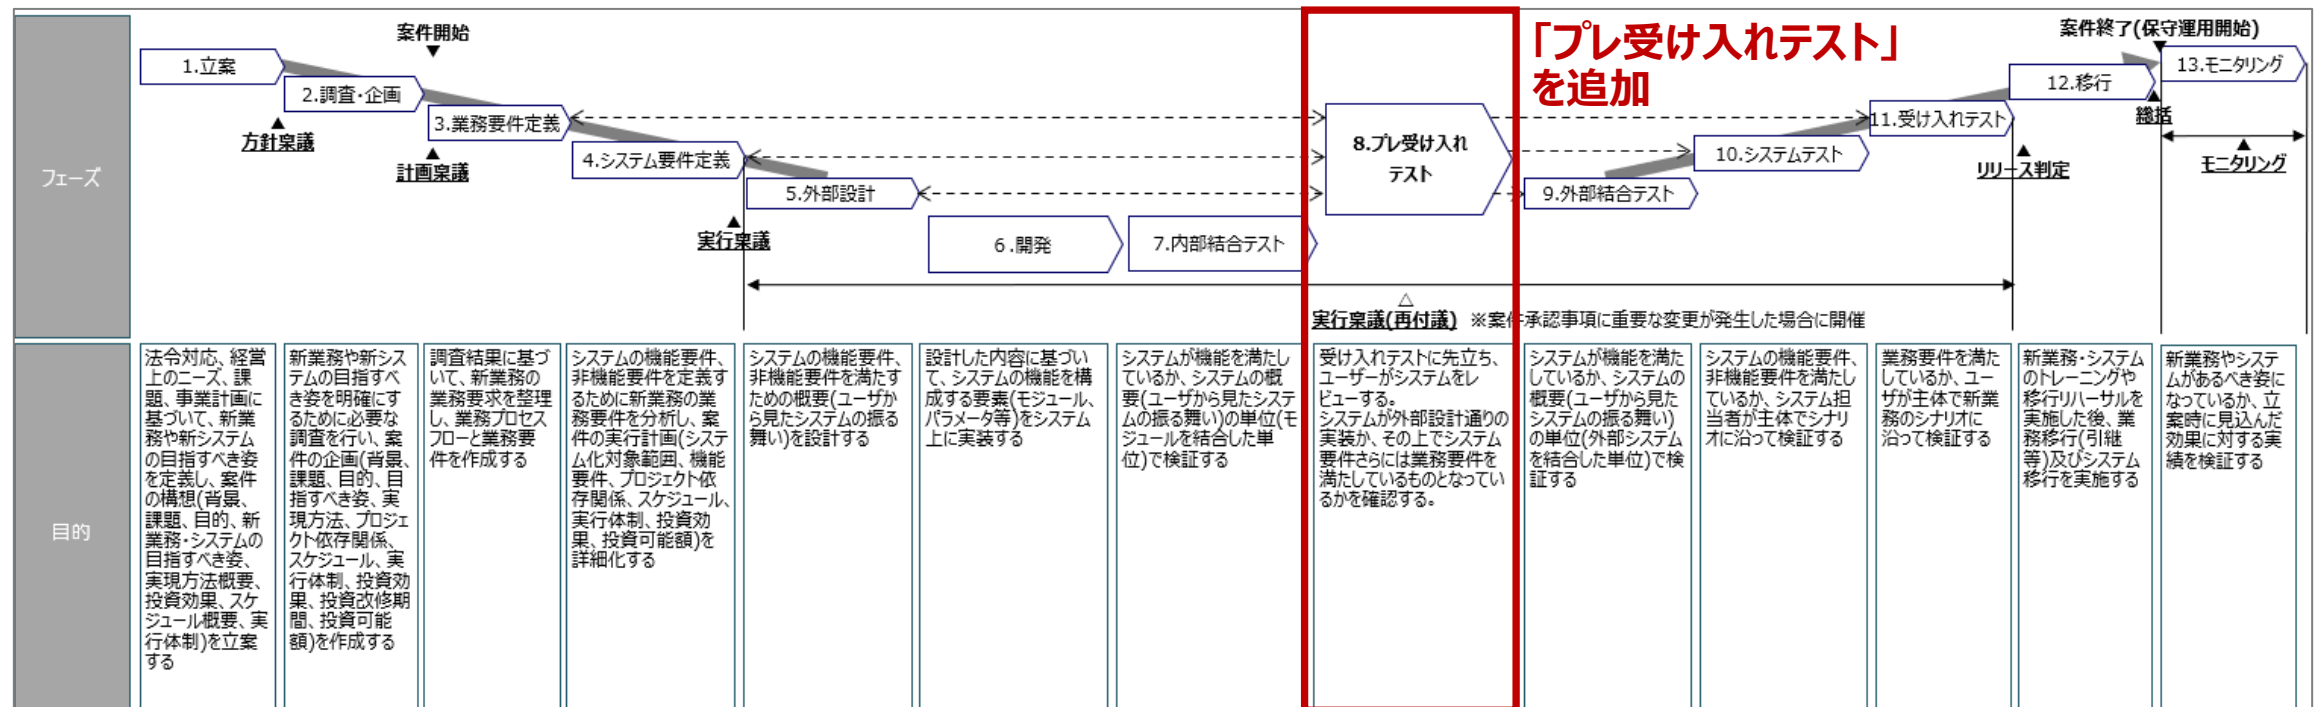 フェーズ
案件開始
1.立案
2.調査・企画
方針稟議
3.業務要件定義
計画稟議
4.システム要件定義
5.外部設計
実行稟議
6.開発
7.内部結合テスト
8.プレ受け入れ
テスト
「プレ受け入れテスト」
を追加
9.外部結合テスト
10.システムテスト
11.受け入れテスト
リリース判定
12.移行
案件終了(保守運用開始)
総括
13.モニタリング
モニタリング
実行稟議(再付議) ※案件承認事項に重要な変更が発生した場合に開催
目的
法令対応、経営
上のニーズ、課
題、事業計画に
基づいて、新業
務や新システム
の目指すべき姿
を定義し、案件
の構想(背景、
課題、目的、新
業務・システムの
目指すべき姿、
実現方法概要、
投資効果、スケ
ジュール概要、実
行体制)を立案
する
新業務や新シス
テムの目指すべ
き姿を明確にす
るために必要な
調査を行い、案
件の企画(背景、
課題、目的、目
指すべき姿、実
現方法、プロジェ
クト依存関係、
スケジュール、実
行体制、投資効
果、投資改修期
間、投資可能
額)を作成する
調査結果に基づ
いて、新業務の
業務要求を整理
し、業務プロセス
フローと業務要
件を作成する
システムの機能要件、
非機能要件を定義す
るために新業務の業
務要件を分析し、案
件の実行計画(システ
ム化対象範囲、機能
要件、プロジェクト依
存関係、スケジュール、
実行体制、投資効
果、投資可能額)を
詳細化する
システムの機能要件、
非機能要件を満たす
ための概要(ユーザか
ら見たシステムの振る
舞い)を設計する
設計した内容に基づい
て、システムの機能を構
成する要素(モジュール、
パラメータ等)をシステム
上に実装する
システムが機能を満たし
ているか、システムの概
要(ユーザから見たシステ
ムの振る舞い)の単位(モ
ジュールを結合した単
位)で検証する
受け入れテストに先立ち、
ユーザーがシステムをレ
ビューする。
システムが外部設計通りの
実装か、その上でシステム
要件さらには業務要件を
満たしているものとなってい
るかを確認する。
システムが機能を満た
しているか、システムの
概要(ユーザから見た
システムの振る舞い)
の単位(外部システム
を結合した単位)で検
証する
システムの機能要件、
非機能要件を満たし
ているか、システム担
当者が主体でシナリ
オに沿って検証する
業務要件を満た
しているか、ユー
ザが主体で新業
務のシナリオに
沿って検証する
新業務・システム
のトレーニングや
移行リハーサルを
実施した後、業
務移行(引継
等)及びシステム
移行を実施する
新業務やシステ
ムがあるべき姿に
なっているか、立
案時に見込んだ
効果に対する実
績を検証する